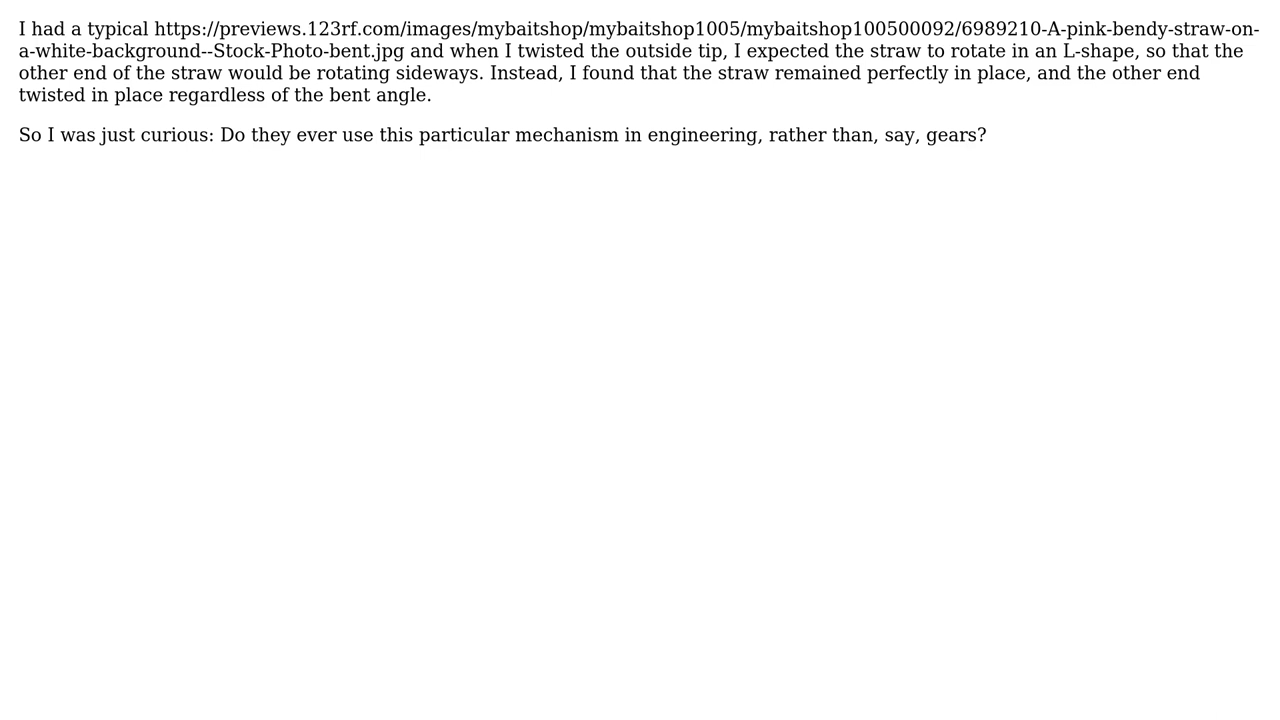 I had a typical https://previews.123rf.com/images/mybaitshop/mybaitshop1005/mybaitshop100500092/6989210-A-pink-bendy-straw-on-
a-white-background--Stock-Photo-bent.jpg and when I twisted the outside tip, I expected the straw to rotate in an L-shape, so that the
other end of the straw would be rotating sideways. Instead, I found that the straw remained perfectly in place, and the other end
twisted in place regardless of the bent angle.
So I was just curious: Do they ever use this particular mechanism in engineering, rather than, say, gears?